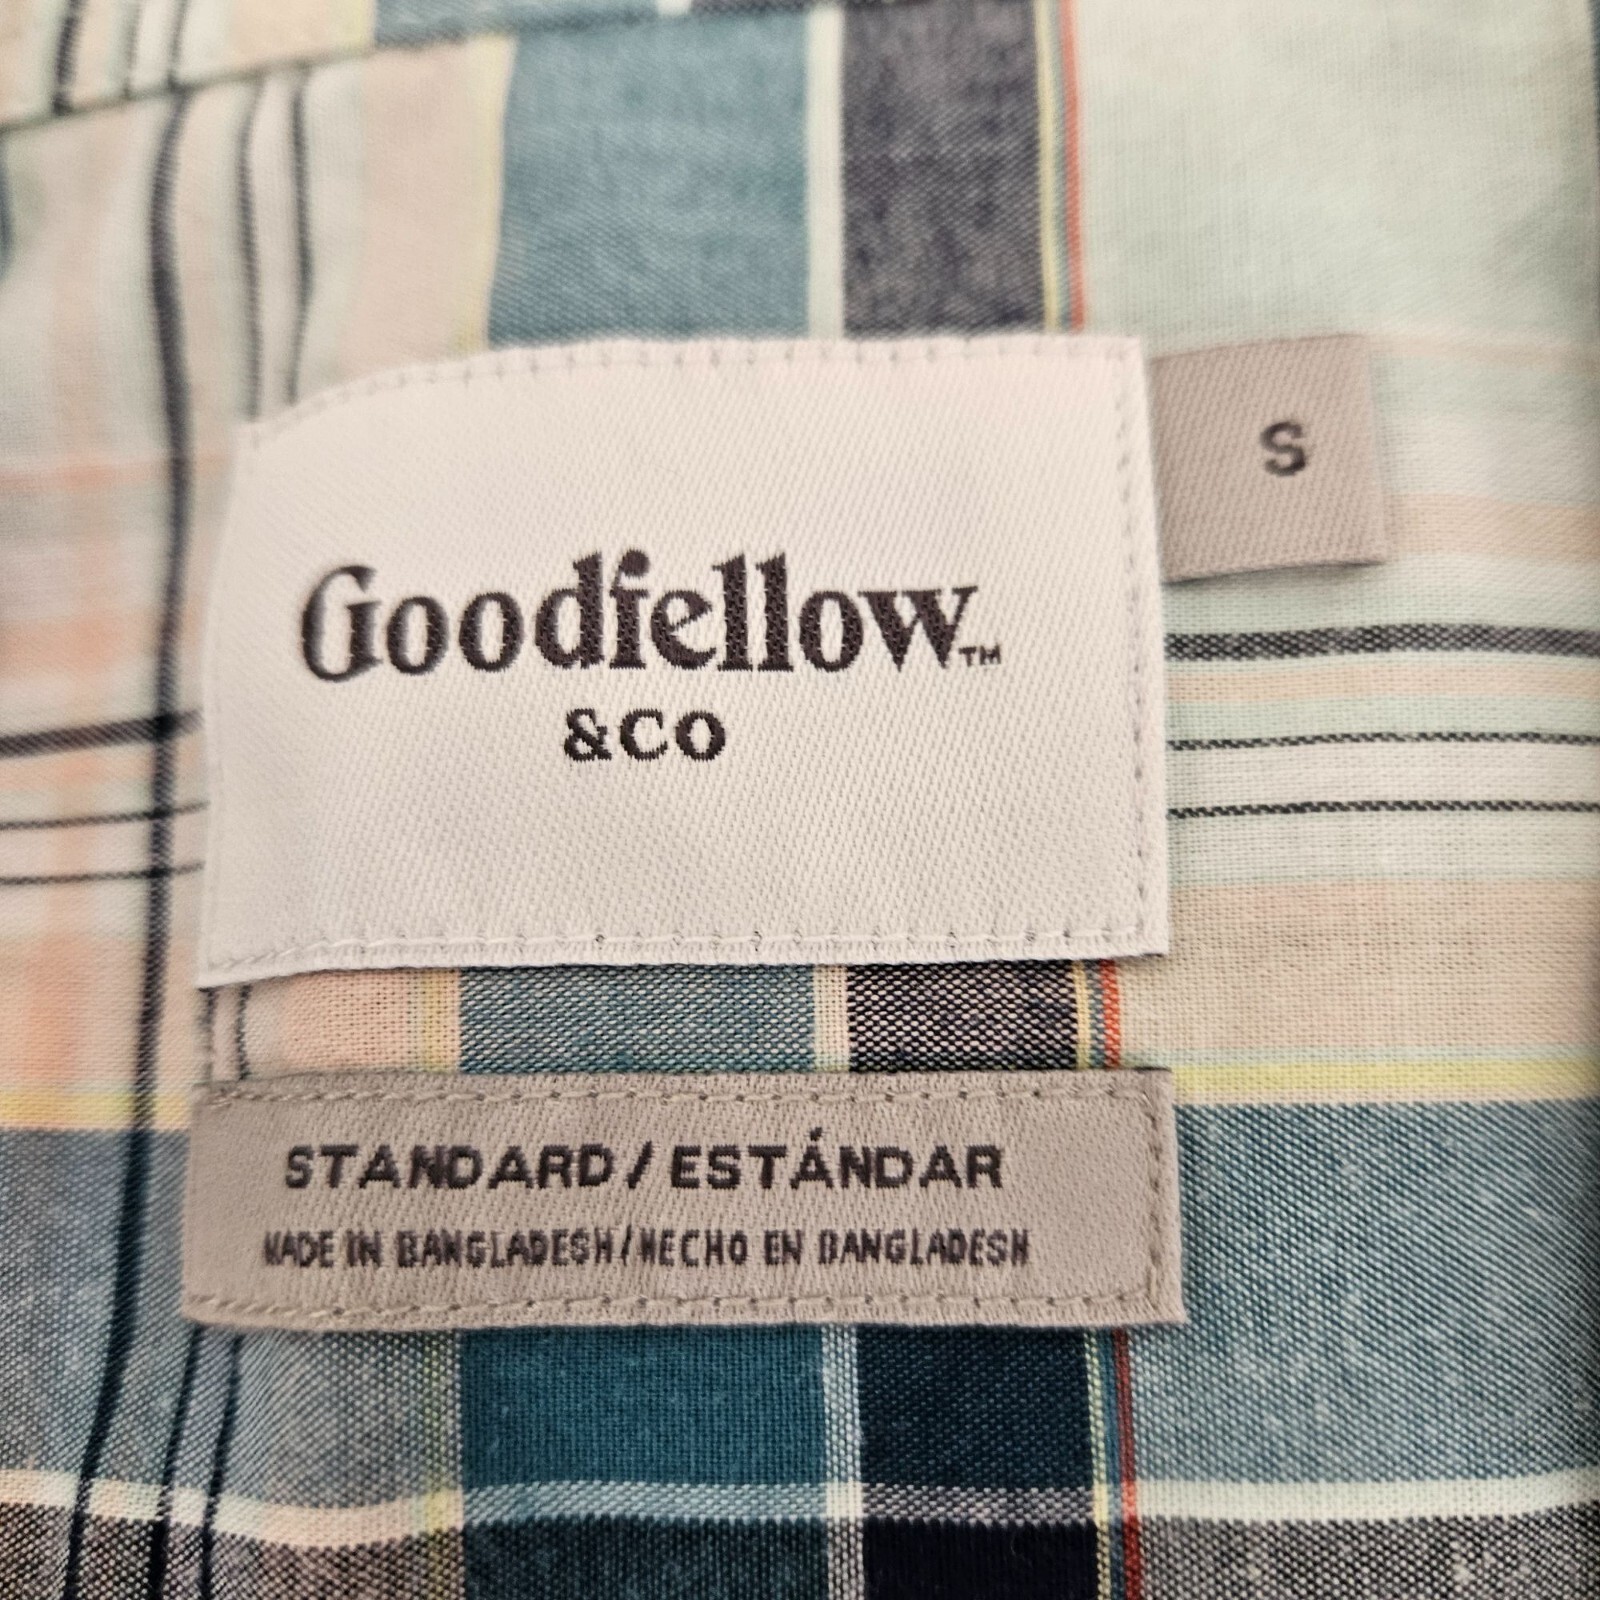 Goodfellow™
&CO
S
STANDARD/ESTÁNDAR
MADE IN BANGLADESH/HECHO EN BANGLADESH